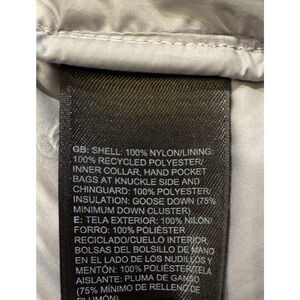 GB: SHELL: 100% NYLON/LINING:
100% RECYCLED POLYESTER/
INNER COLLAR, HAND POCKET
BAGS AT KNUCKLE SIDE AND
CHINGUARD: 100% POLYESTER/
INSULATION: GOOSE DOWN (75%
MINIMUM DOWN CLUSTER)
E: TELA EXTERIOR: 100% NILÓN/
FORRO: 100% POLIÉSTER
RECICLADO/CUELLO INTERIOR,
BOLSAS DEL BOLSILLO DE MANO
EN EL LADO DE LOS NUDILLOS Y
MENTÓN: 100% POLIÉSTER/TELA
AISLANTE: PLUMA DE GANSO
(75% MÍNIMO DE RELLENO DE
PLUMÓN)